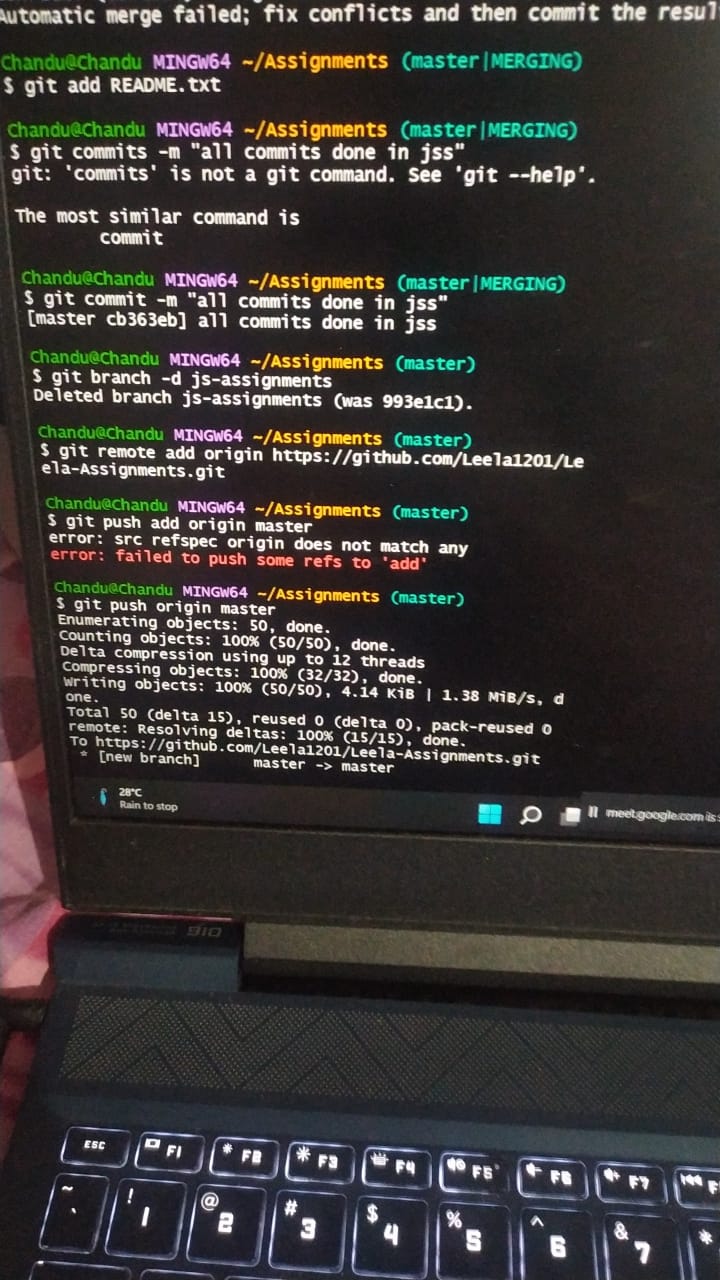 Automatic merge failed; fix conflicts and then commit the resul
Chandu@Chandu MINGW64 ~/Assignments (master|MERGING)
$ git add README.txt
Chandu@Chandu MINGW64 ~/Assignments (master|MERGING)
$ git commits -m "all commits done in jss"
git: 'commits' is not a git command. See 'git --help'.
The most similar command is
commit
Chandu@Chandu MINGW64 ~/Assignments (master|MERGING)
$ git commit -m "all commits done in jss"
[master cb363eb] all commits done in jss
Chandu@Chandu MINGW64 ~/Assignments (master)
$ git branch -d js-assignments
Deleted branch js-assignments (was 993e1c1).
Chandu@Chandu MINGW64 ~/Assignments (master)
$ git remote add origin https://github.com/Leela1201/Le
ela-Assignments.git
Chandu@Chandu MINGW64 ~/Assignments (master)
$ git push add origin master
error: src refspec origin does not match any
error: failed to push some refs to 'add'
Chandu@Chandu MINGW64 ~/Assignments (master)
$ git push origin master
Enumerating objects: 50, done.
Counting objects: 100% (50/50), done.
Delta compression using up to 12 threads
Compressing objects: 100% (32/32), done.
Writing objects: 100% (50/50), 4.14 KiB | 1.38 MiB/s, d
one.
Total 50 (delta 15), reused 0 (delta 0), pack-reused 0
remote: Resolving deltas: 100% (15/15), done.
To https://github.com/Leela1201/Leela-Assignments.git
* [new branch] master -> master
28°C
Rain to stop
meet.google.com is
ESC F1 F2 F3 F4 F5 F6 F7
~ ! @ # $ % ^ & *
` 1 2 3 4 5 6 7